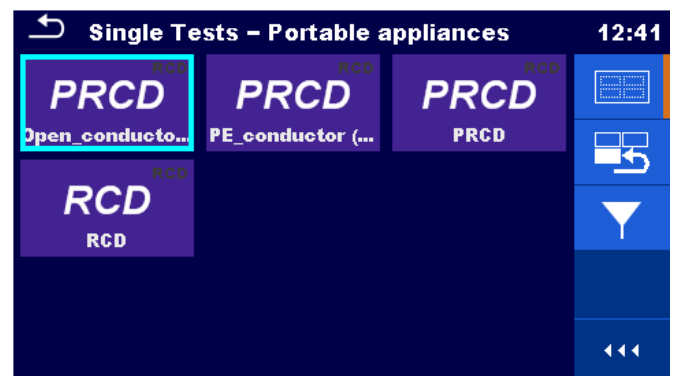 Single Tests – Portable appliances 12:41
RCD RCD RCD
PRCD PRCD PRCD
Open_conducto... PE_conductor (... PRCD
RCD
RCD
RCD